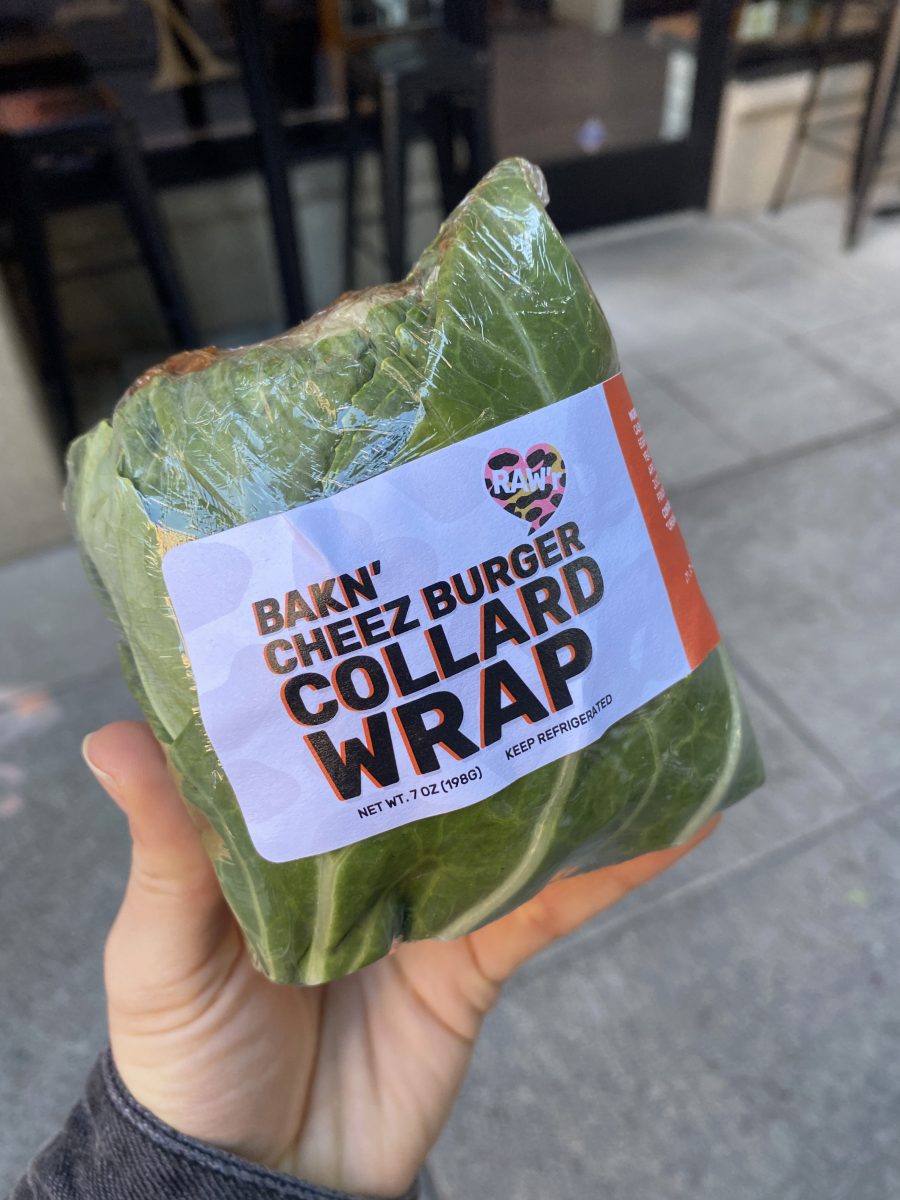 RAW'r
BAKN'
CHEEZ BURGER
COLLARD
WRAP
NET WT. 7 OZ (198G) KEEP REFRIGERATED